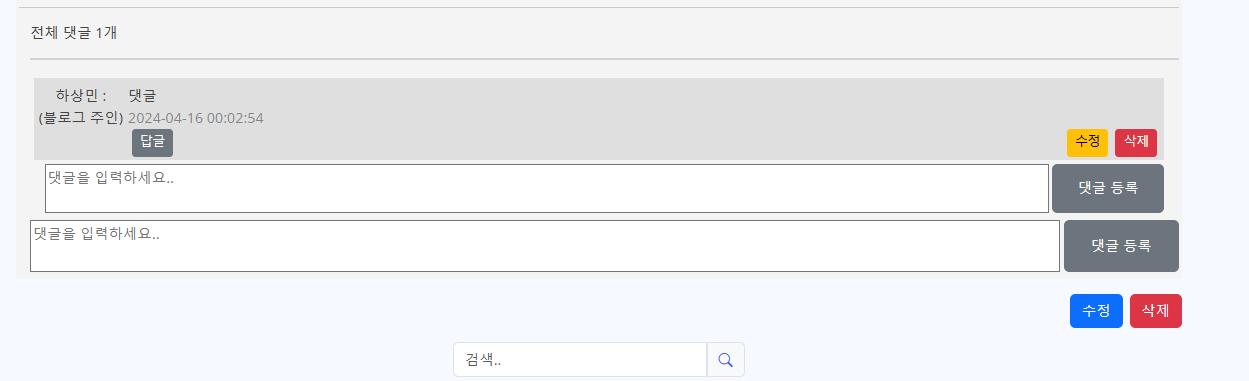 전체 댓글 1개
하상민 : 댓글
(블로그 주인) 2024-04-16 00:02:54
답글 수정 삭제
댓글을 입력하세요.. 댓글 등록
댓글을 입력하세요.. 댓글 등록
수정 삭제
검색..